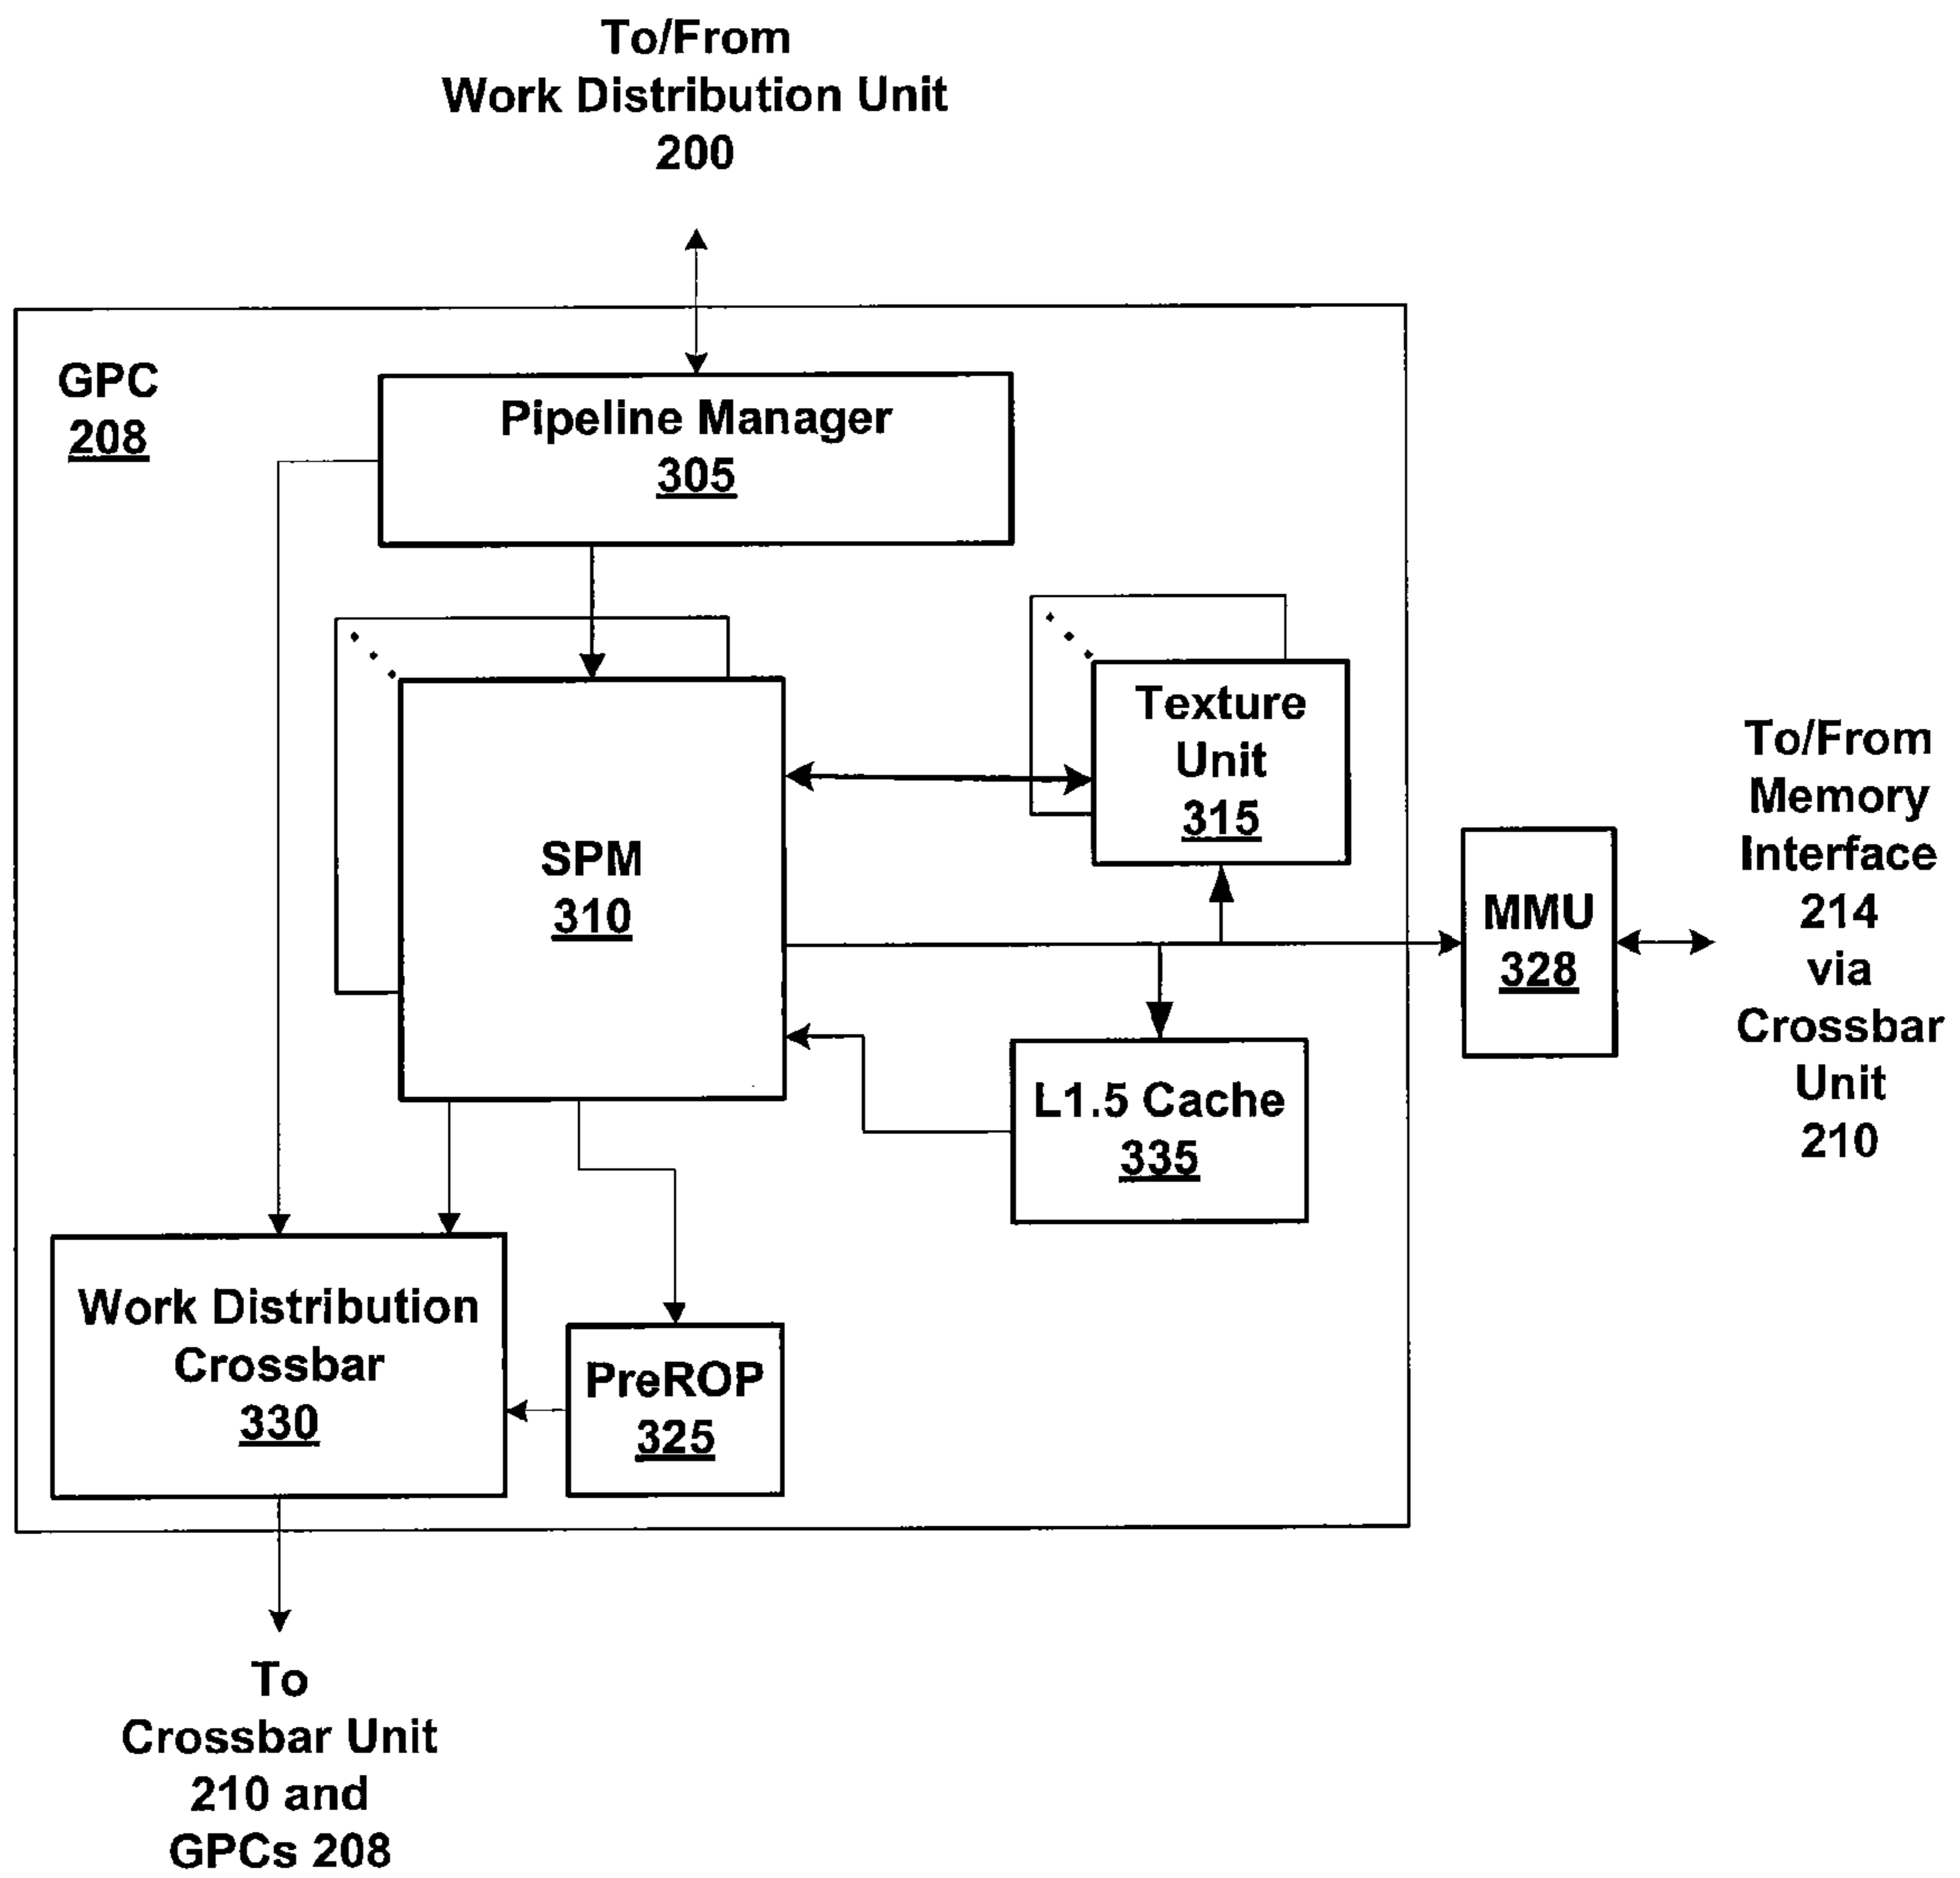 To/From
Work Distribution Unit
200
GPC
208
Pipeline Manager
305
Texture
Unit
315
SPM
310
To/From
Memory
Interface
214
via
Crossbar
Unit
210
MMU
328
L1.5 Cache
335
Work Distribution
Crossbar
330
PreROP
325
To
Crossbar Unit
210 and
GPCs 208